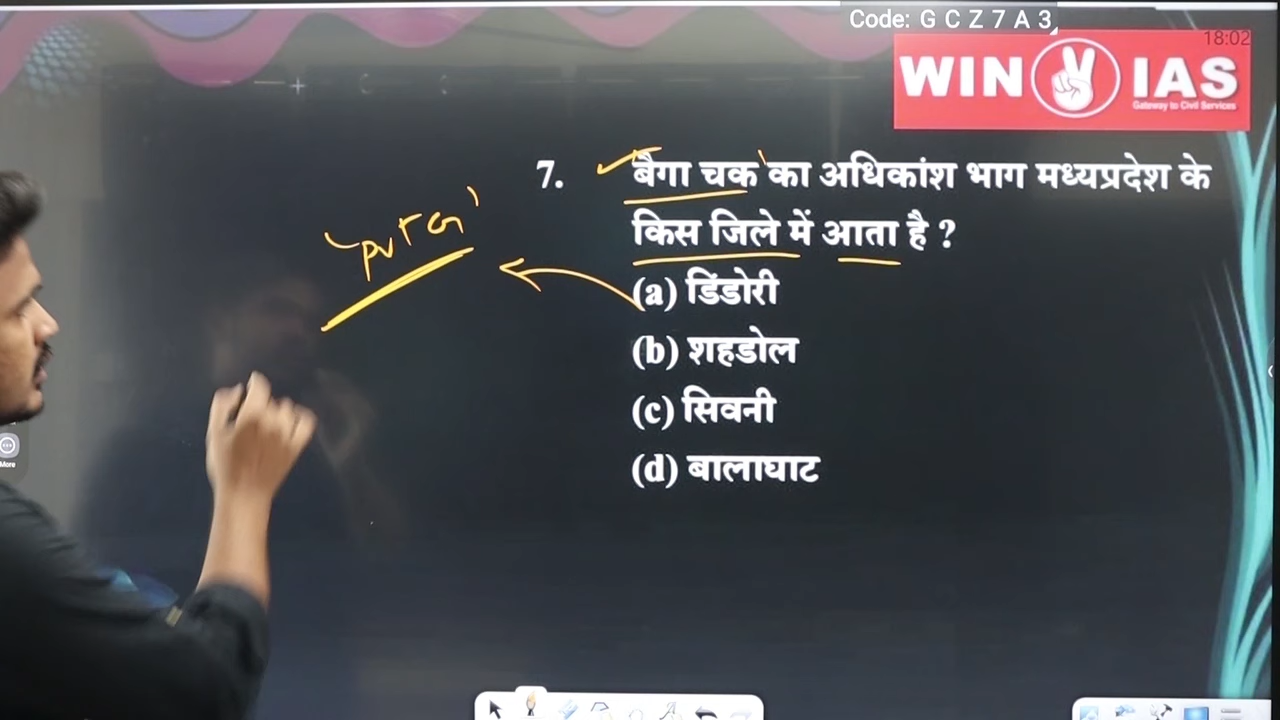 Code: G C Z 7 A 3
18:02
WIN IAS
Gateway to Civil Services
7. बैगा चक का अधिकांश भाग मध्यप्रदेश के
किस जिले में आता है ?
(a) डिंडोरी
(b) शहडोल
(c) सिवनी
(d) बालाघाट
More